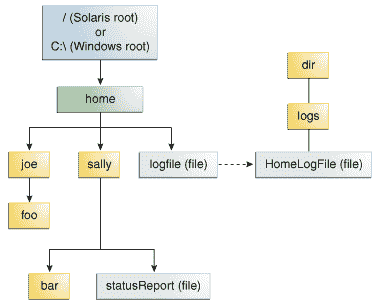 / (Solaris root)
or
C:\ (Windows root)
home
dir
logs
joe
sally
logfile (file)
HomeLogFile (file)
foo
bar
statusReport (file)